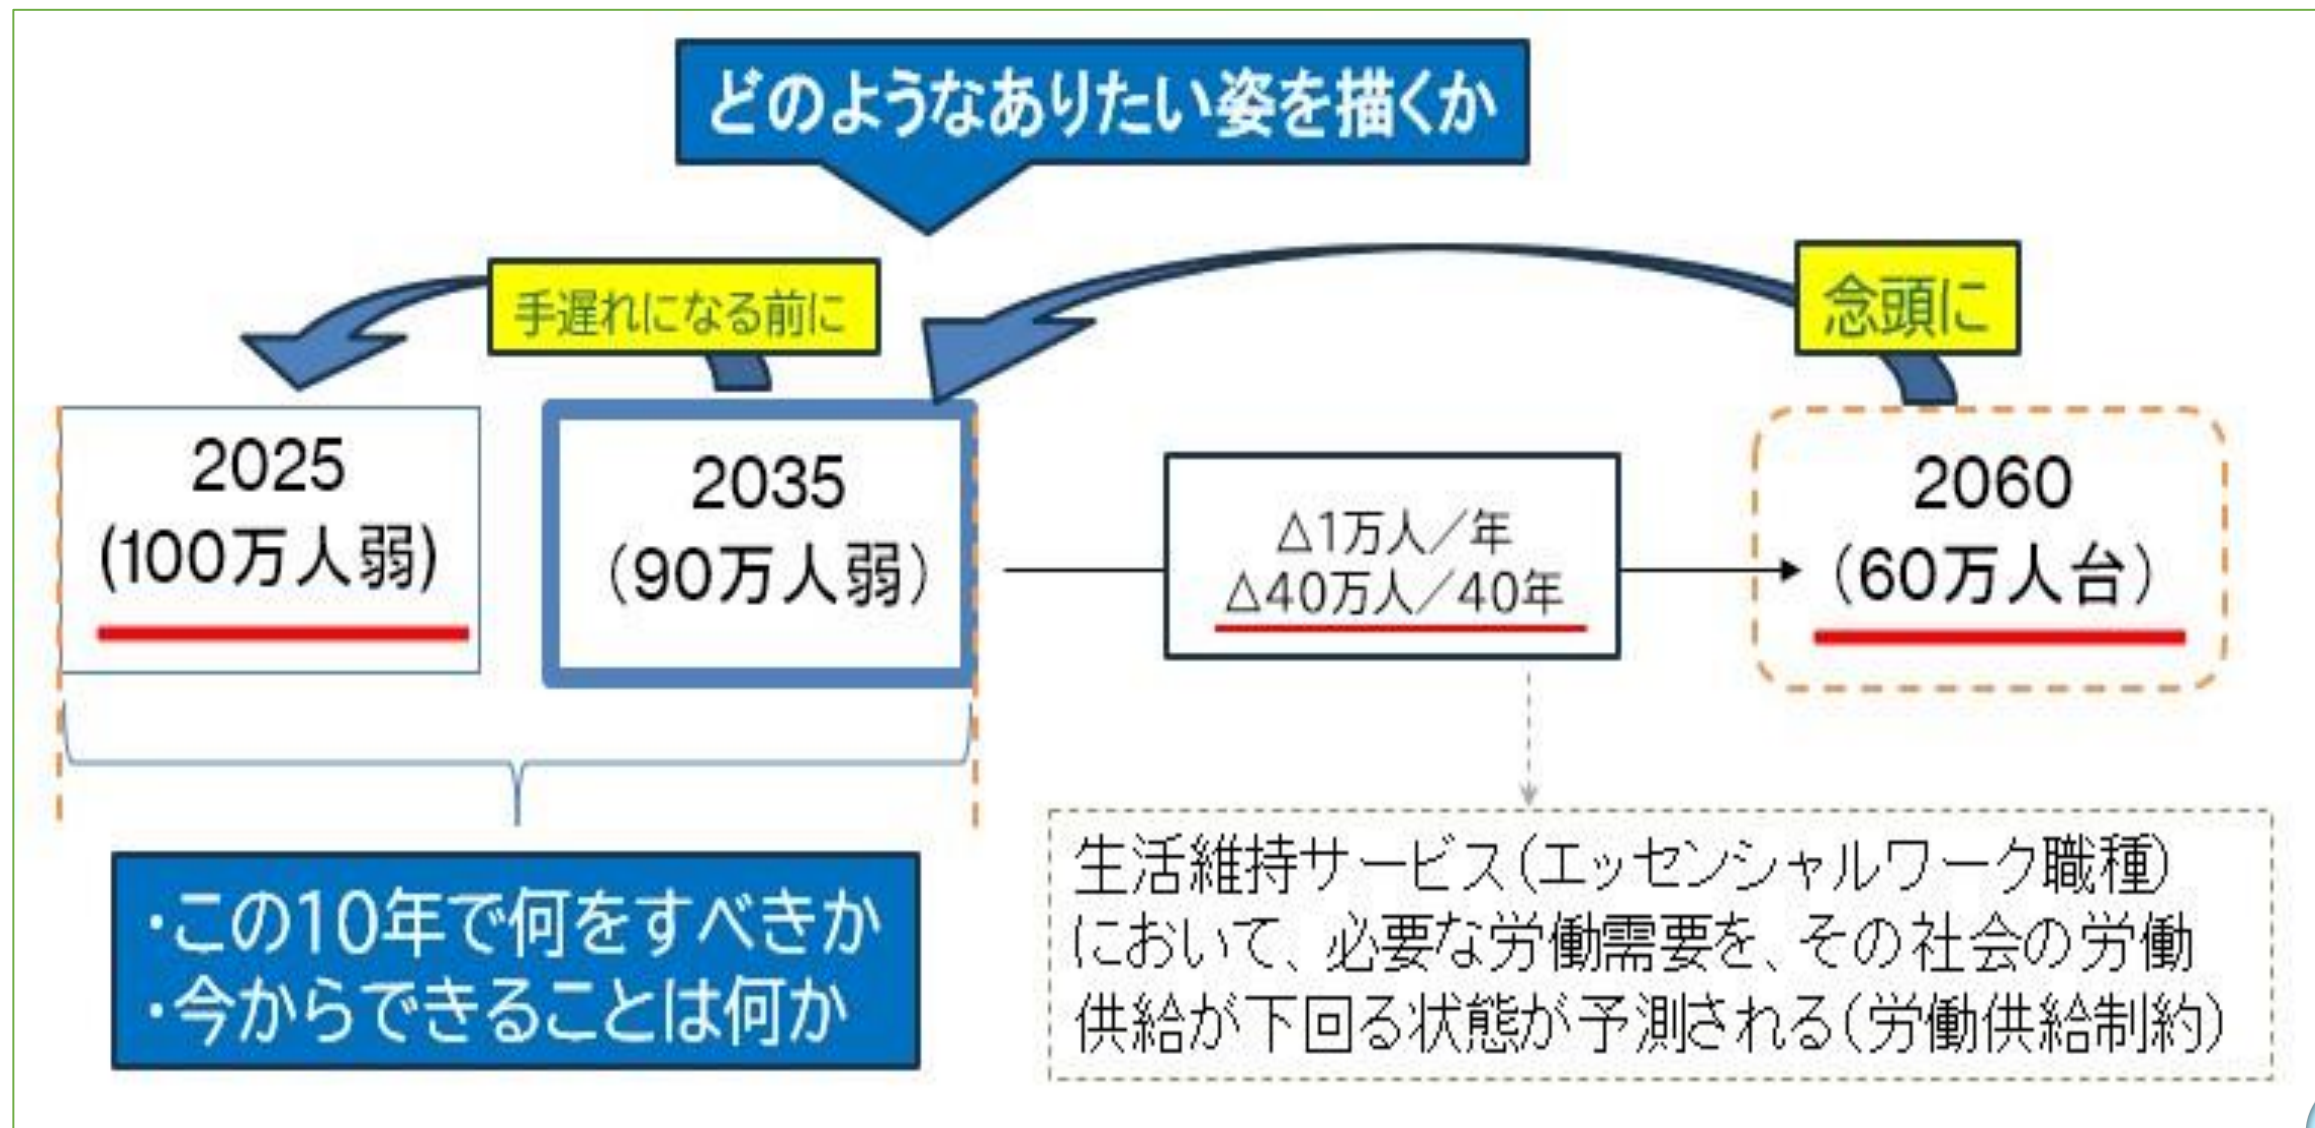 どのようなありたい姿を描くか
手遅れになる前に
念頭に
2025
(100万人弱)
2035
（90万人弱）
△1万人／年
△40万人／40年
2060
（60万人台）
・この10年で何をすべきか
・今からできることは何か
生活維持サービス（エッセンシャルワーク職種）
において、必要な労働需要を、その社会の労働
供給が下回る状態が予測される（労働供給制約）